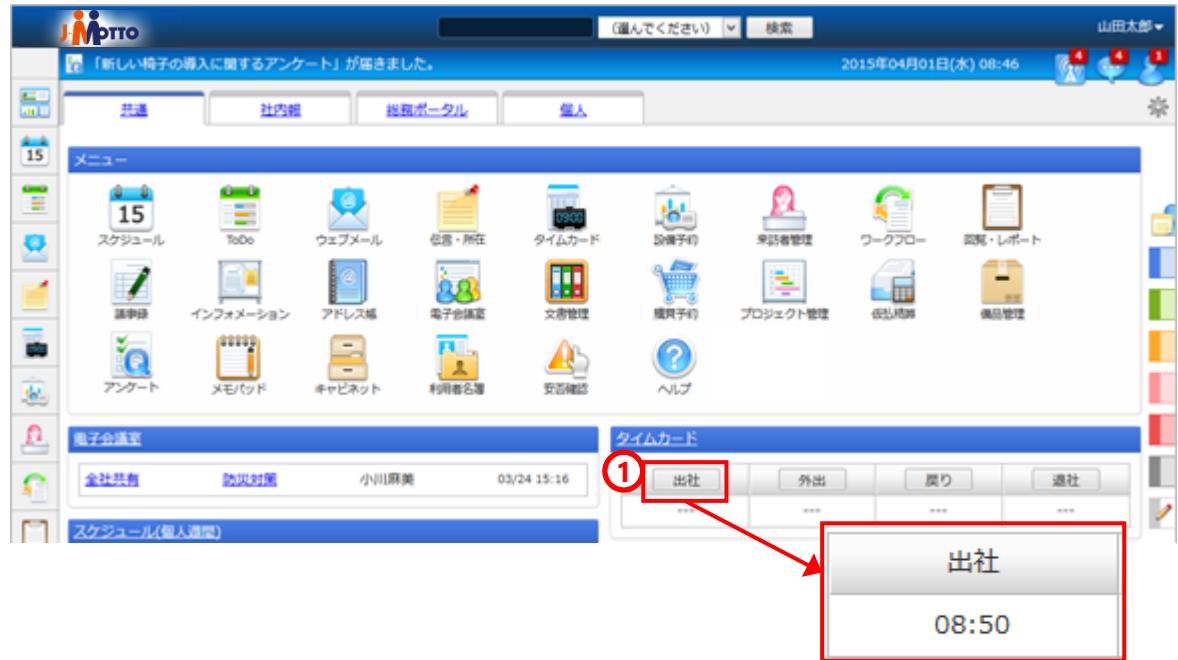 J-MOTTO
(選んでください)
検索
山田太郎
「新しい椅子の導入に関するアンケート」が届きました。
2015年04月01日(水) 08:46
4
4
1
共通
社内報
総務ポータル
個人
15
メニュー
15
09:00
スケジュール
ToDo
ウェブメール
伝言・所在
タイムカード
設備予約
来訪者管理
ワークフロー
回覧・レポート
議事録
インフォメーション
アドレス帳
電子会議室
文書管理
購買予約
プロジェクト管理
仮払精算
備品管理
アンケート
メモパッド
キャビネット
利用者名簿
安否確認
ヘルプ
電子会議室
全社共有
防災対策
小川麻美
03/24 15:16
スケジュール(個人週間)
タイムカード
1
出社
外出
戻り
退社
---
---
---
---
出社
08:50